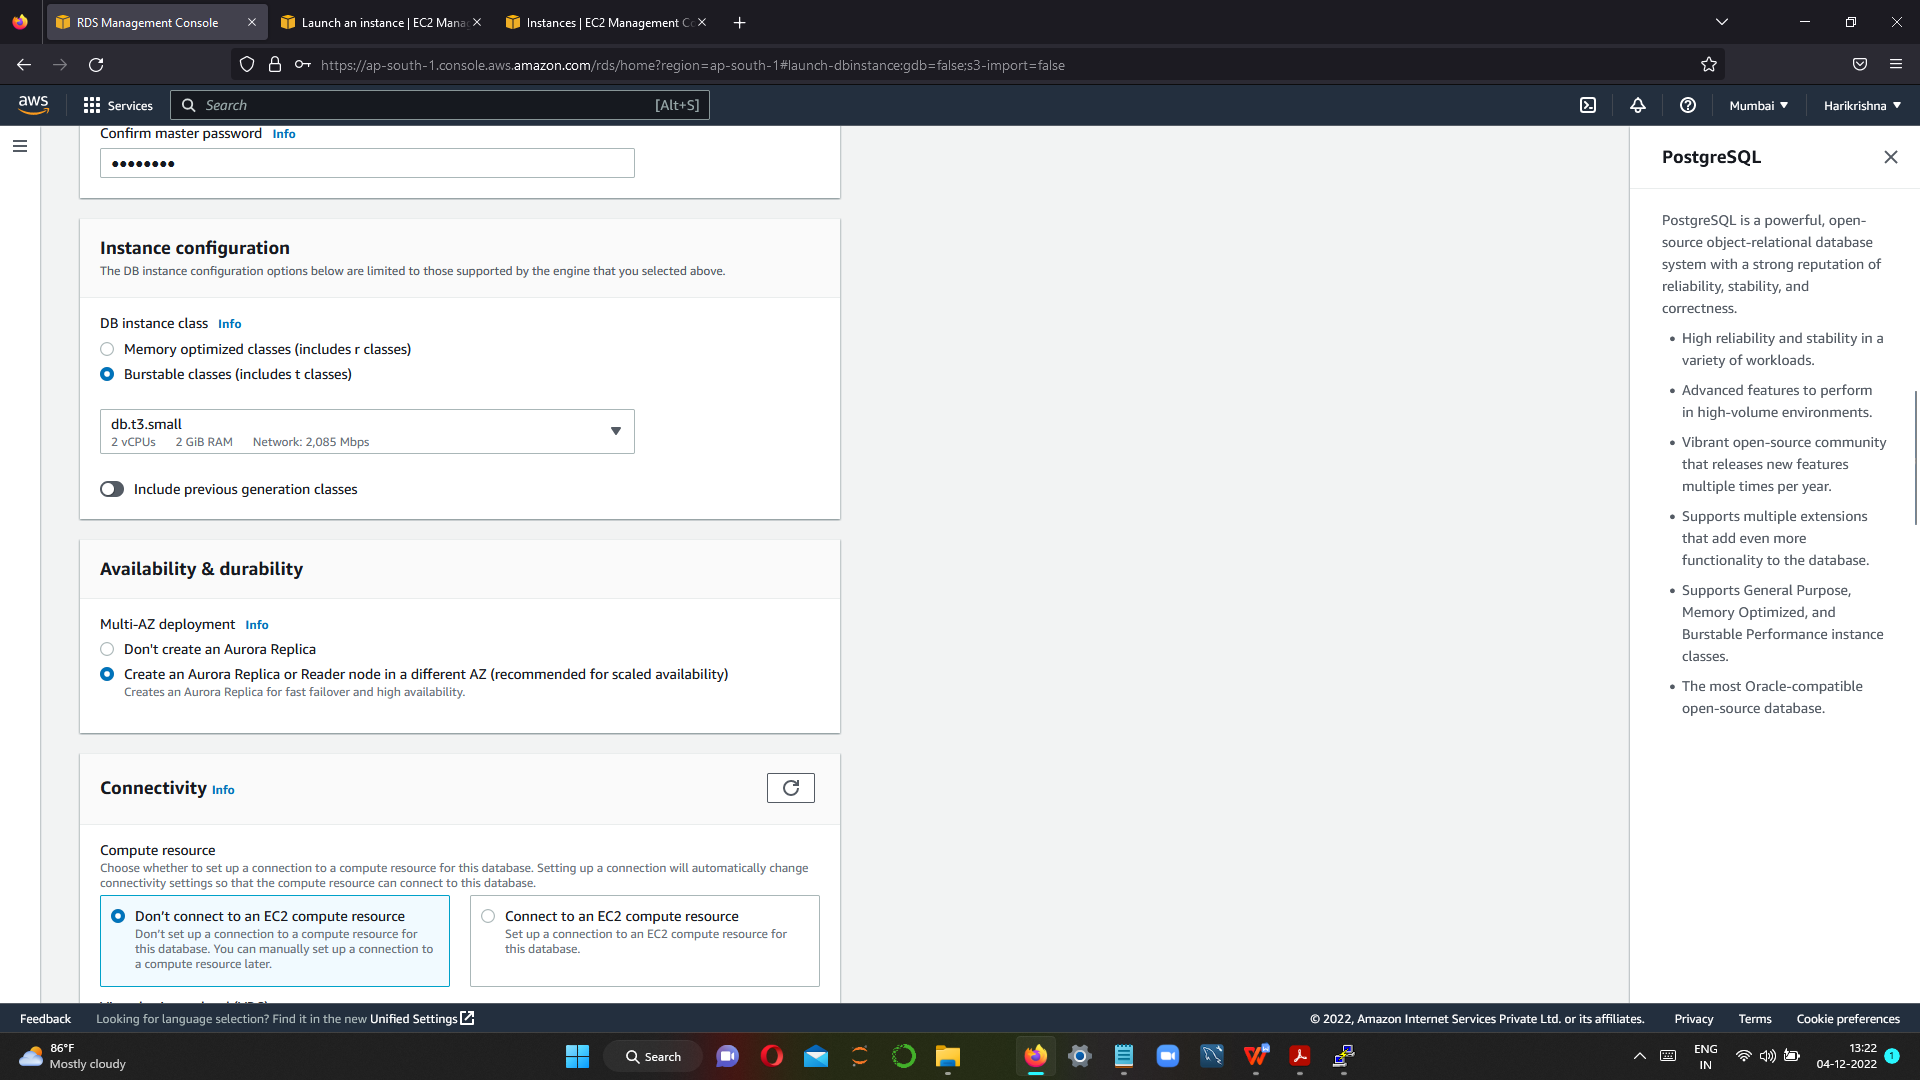 RDS Management Console
Launch an instance | EC2 Mana
Instances | EC2 Management Co
https://ap-south-1.console.aws.amazon.com/rds/home?region=ap-south-1#launch-dbinstance:gdb=false;s3-import=false
aws
Services
Search
[Alt+S]
Mumbai
Harikrishna
Confirm master password Info
••••••••
Instance configuration
The DB instance configuration options below are limited to those supported by the engine that you selected above.
DB instance class Info
Memory optimized classes (includes r classes)
Burstable classes (includes t classes)
db.t3.small
2 vCPUs 2 GiB RAM Network: 2,085 Mbps
Include previous generation classes
Availability & durability
Multi-AZ deployment Info
Don't create an Aurora Replica
Create an Aurora Replica or Reader node in a different AZ (recommended for scaled availability)
Creates an Aurora Replica for fast failover and high availability.
Connectivity Info
Compute resource
Choose whether to set up a connection to a compute resource for this database. Setting up a connection will automatically change
connectivity settings so that the compute resource can connect to this database.
Don't connect to an EC2 compute resource
Don't set up a connection to a compute resource for
this database. You can manually set up a connection to
a compute resource later.
Connect to an EC2 compute resource
Set up a connection to an EC2 compute resource for
this database.
PostgreSQL
PostgreSQL is a powerful, open-
source object-relational database
system with a strong reputation of
reliability, stability, and
correctness.
• High reliability and stability in a
variety of workloads.
• Advanced features to perform
in high-volume environments.
• Vibrant open-source community
that releases new features
multiple times per year.
• Supports multiple extensions
that add even more
functionality to the database.
• Supports General Purpose,
Memory Optimized, and
Burstable Performance instance
classes.
• The most Oracle-compatible
open-source database.
Feedback
Looking for language selection? Find it in the new Unified Settings
© 2022, Amazon Internet Services Private Ltd. or its affiliates.
Privacy
Terms
Cookie preferences
86°F
Mostly cloudy
Search
ENG
IN
13:22
04-12-2022
1